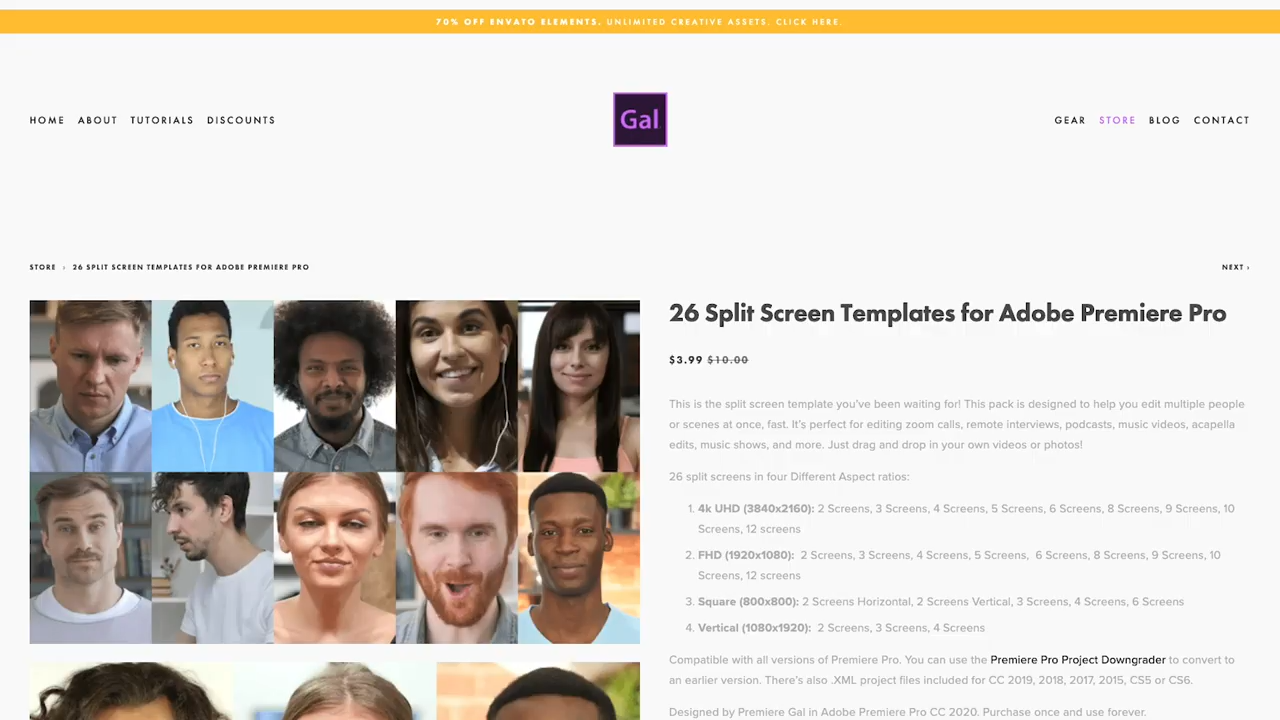 70% OFF ENVATO ELEMENTS. UNLIMITED CREATIVE ASSETS. CLICK HERE.
HOME ABOUT TUTORIALS DISCOUNTS
Gal
GEAR STORE BLOG CONTACT
STORE › 26 SPLIT SCREEN TEMPLATES FOR ADOBE PREMIERE PRO
NEXT ›
26 Split Screen Templates for Adobe Premiere Pro
$3.99 $10.00
This is the split screen template you've been waiting for! This pack is designed to help you edit multiple people
or scenes at once, fast. It's perfect for editing zoom calls, remote interviews, podcasts, music videos, acapella
edits, music shows, and more. Just drag and drop in your own videos or photos!
26 split screens in four Different Aspect ratios:
1. 4k UHD (3840x2160): 2 Screens, 3 Screens, 4 Screens, 5 Screens, 6 Screens, 8 Screens, 9 Screens, 10
Screens, 12 screens
2. FHD (1920x1080): 2 Screens, 3 Screens, 4 Screens, 5 Screens, 6 Screens, 8 Screens, 9 Screens, 10
Screens, 12 screens
3. Square (800x800): 2 Screens Horizontal, 2 Screens Vertical, 3 Screens, 4 Screens, 6 Screens
4. Vertical (1080x1920): 2 Screens, 3 Screens, 4 Screens
Compatible with all versions of Premiere Pro. You can use the Premiere Pro Project Downgrader to convert to
an earlier version. There's also .XML project files included for CC 2019, 2018, 2017, 2015, CS5 or CS6.
Designed by Premiere Gal in Adobe Premiere Pro CC 2020. Purchase once and use forever.